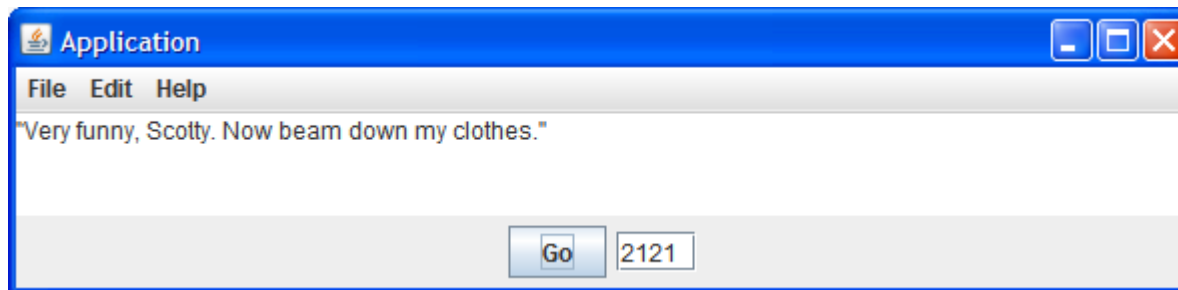 Application
File Edit Help
"Very funny, Scotty. Now beam down my clothes."
Go 2121